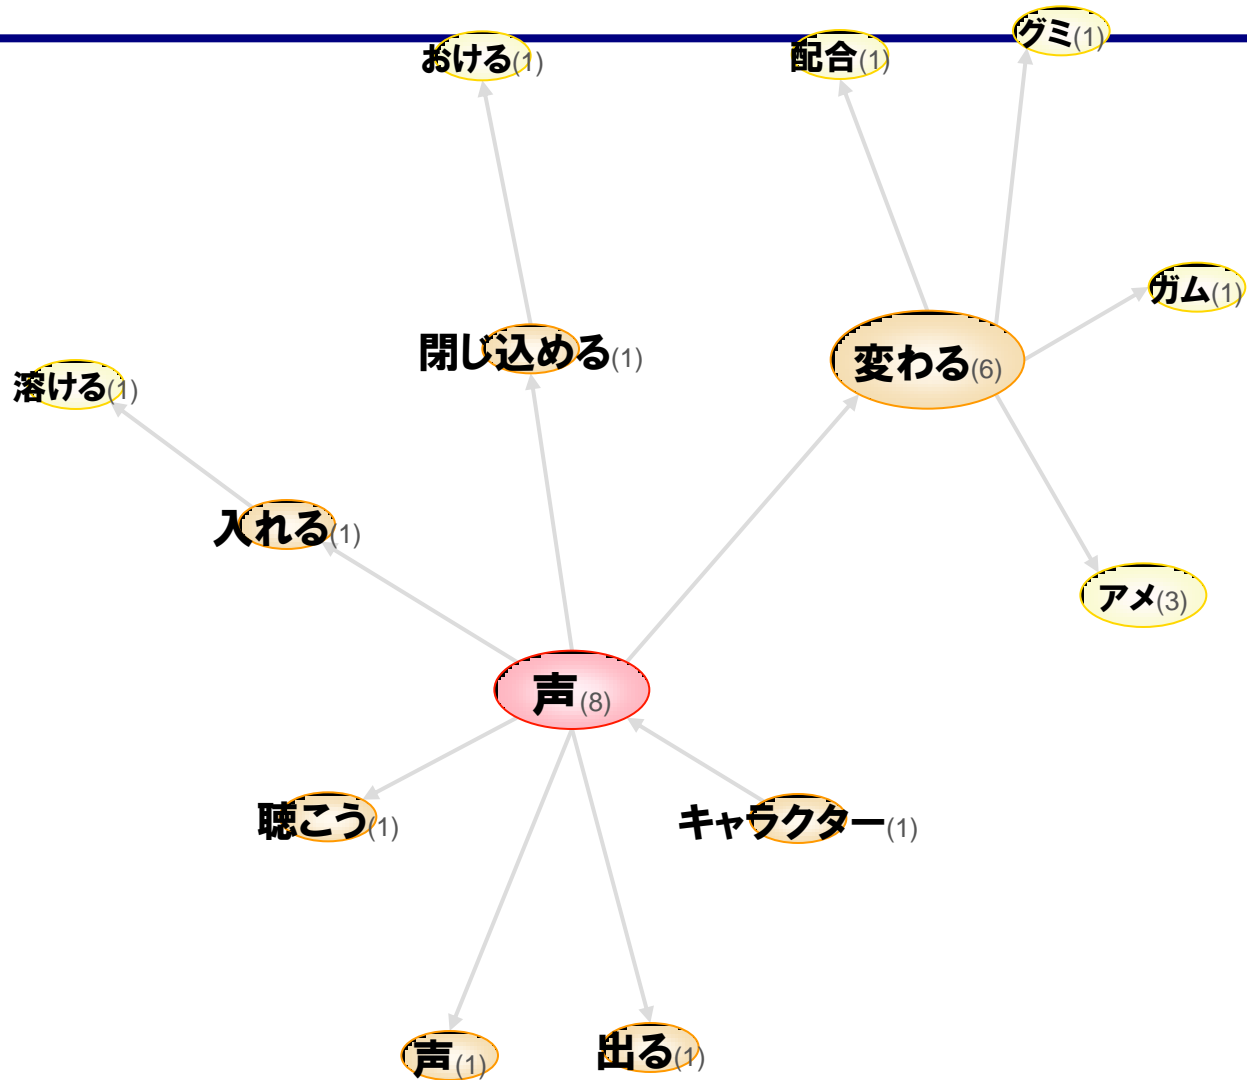 グミ(1)
おける(1)
配合(1)
ガム(1)
閉じ込める(1)
変わる(6)
溶ける(1)
入れる(1)
アメ(3)
声(8)
聴こう(1)
キャラクター(1)
声(1)
出る(1)